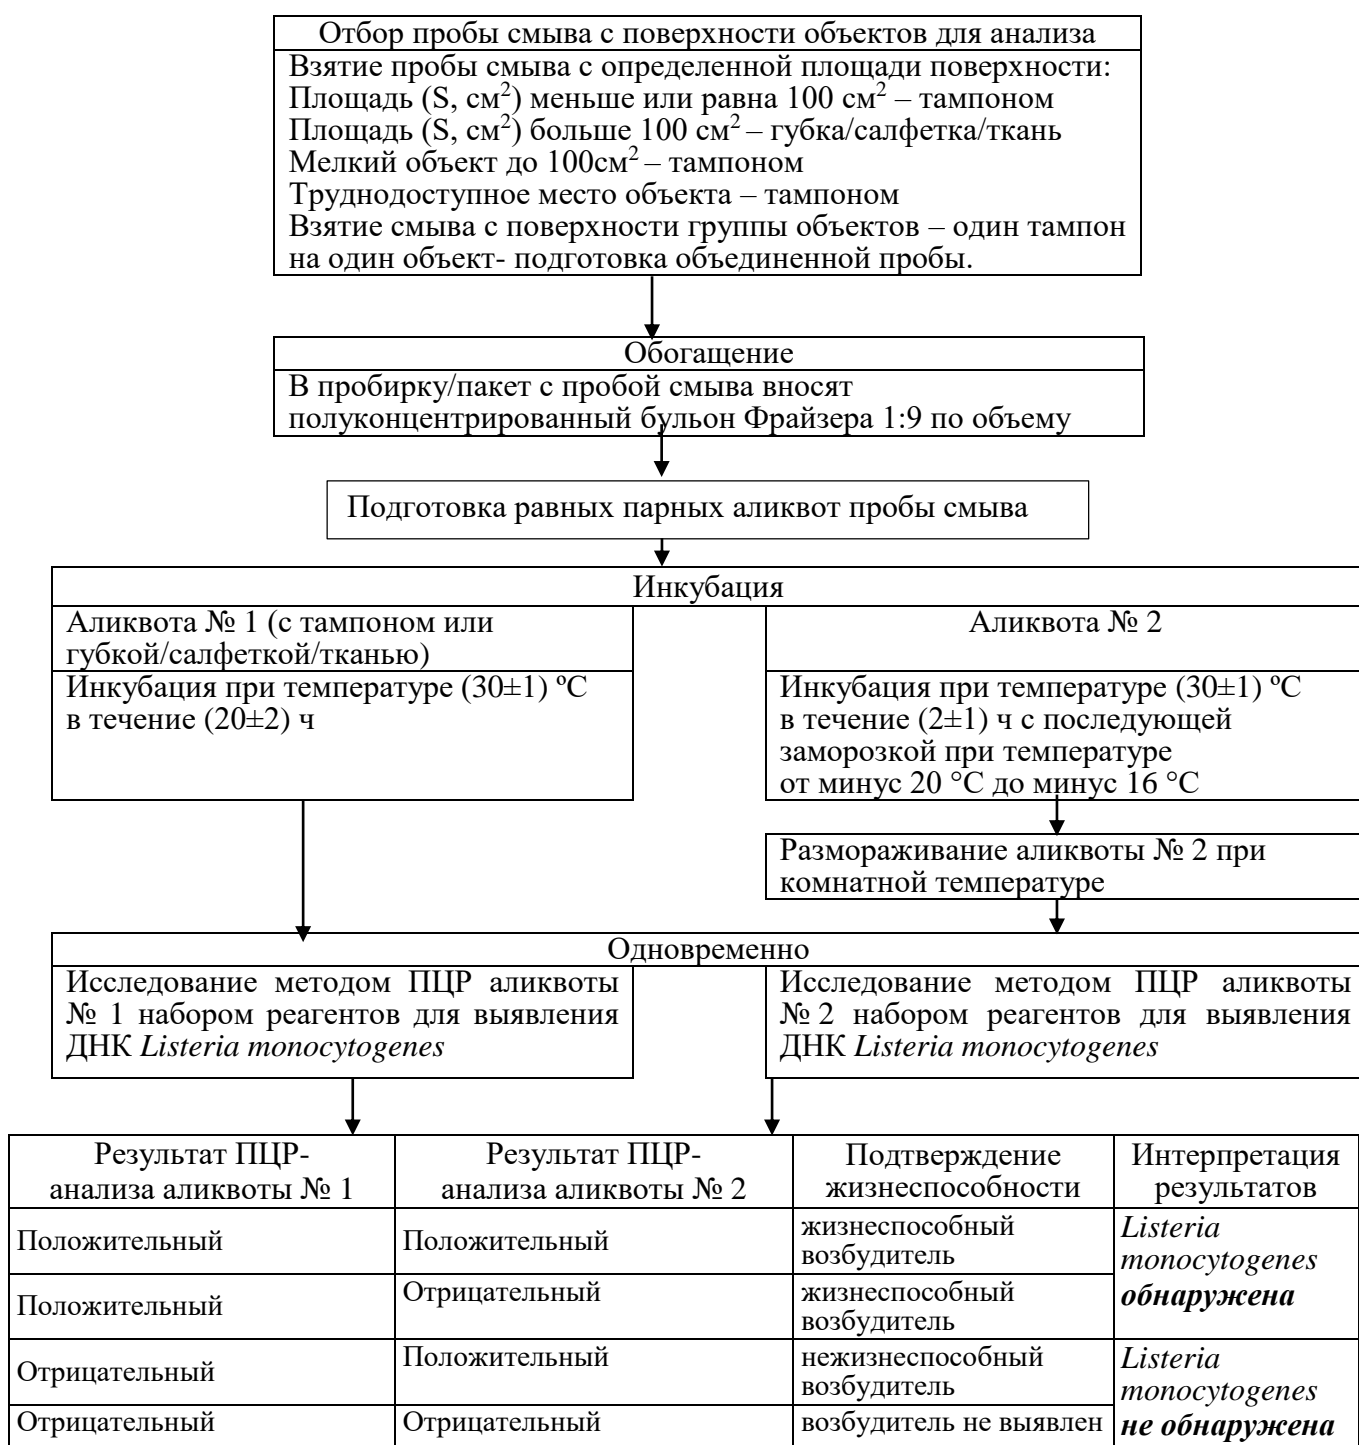 Отбор пробы смыва с поверхности объектов для анализа
Взятие пробы смыва с определенной площади поверхности:
Площадь (S, см²) меньше или равна 100 см² – тампоном
Площадь (S, см²) больше 100 см² – губка/салфетка/ткань
Мелкий объект до 100см² – тампоном
Труднодоступное место объекта – тампоном
Взятие смыва с поверхности группы объектов – один тампон
на один объект- подготовка объединенной пробы.
Обогащение
В пробирку/пакет с пробой смыва вносят
полуконцентрированный бульон Фрайзера 1:9 по объему
Подготовка равных парных аликвот пробы смыва
Инкубация
Аликвота № 1 (с тампоном или
губкой/салфеткой/тканью)
Инкубация при температуре (30±1) ºС
в течение (20±2) ч
Аликвота № 2
Инкубация при температуре (30±1) ºС
в течение (2±1) ч с последующей
заморозкой при температуре
от минус 20 °С до минус 16 °С
Размораживание аликвоты № 2 при
комнатной температуре
Одновременно
Исследование методом ПЦР аликвоты
№ 1 набором реагентов для выявления
ДНК Listeria monocytogenes
Исследование методом ПЦР аликвоты
№ 2 набором реагентов для выявления
ДНК Listeria monocytogenes
Результат ПЦР-
анализа аликвоты № 1
Результат ПЦР-
анализа аликвоты № 2
Подтверждение
жизнеспособности
Интерпретация
результатов
Положительный
Положительный
жизнеспособный
возбудитель
Listeria
monocytogenes
обнаружена
Положительный
Отрицательный
жизнеспособный
возбудитель
Отрицательный
Положительный
нежизнеспособный
возбудитель
Listeria
monocytogenes
не обнаружена
Отрицательный
Отрицательный
возбудитель не выявлен